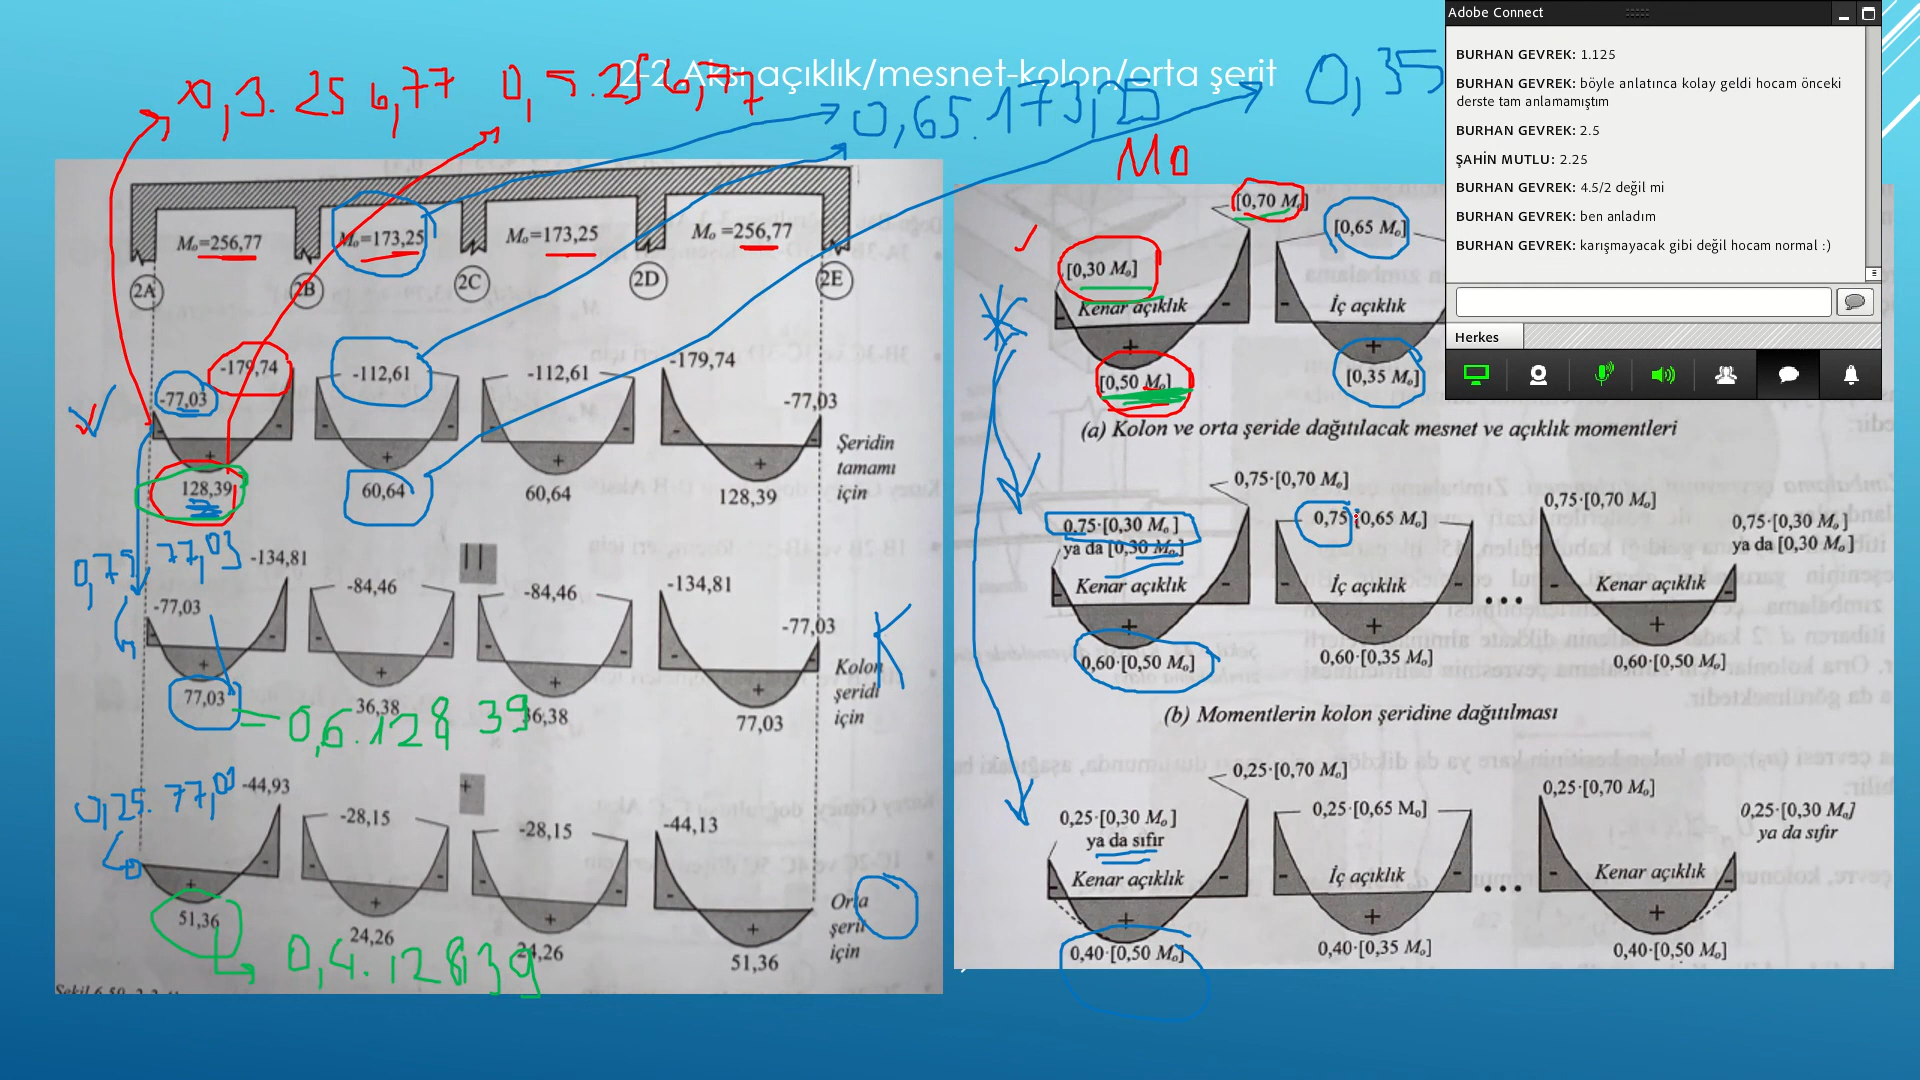 2-2 Aksı açıklık/mesnet-kolon/orta şerit
0,3. 256,77
0,5.256,77
0,65.173,25
0,35
M0
Mo=256,77
Mo=173,25
Mo=173,25
Mo=256,77
2A
2B
2C
2D
2E
-77,03
-179,74
-112,61
-112,61
-179,74
-77,03
128,39
60,64
60,64
128,39
Şeridin
tamamı
için
0,75 77,03
-77,03
-134,81
-84,46
-84,46
-134,81
-77,03
77,03
36,38
36,38
77,03
Kolon
şeridi
için
K
= 0,6.128 39
0,25. 77,0
-44,93
-28,15
-28,15
-44,13
51,36
24,26
24,26
51,36
Orta
şerit
için
0,4.128,39
[0,30 Mo]
[0,70 Mo]
[0,65 Mo]
Kenar açıklık
İç açıklık
[0,50 Mo]
[0,35 Mo]
(a) Kolon ve orta şeride dağıtılacak mesnet ve açıklık momentleri
0,75·[0,30 Mo]
ya da [0,30 Mo]
0,75·[0,70 Mo]
0,75·[0,65 Mo]
0,75·[0,70 Mo]
0,75·[0,30 Mo]
ya da [0,30 Mo]
Kenar açıklık
İç açıklık
Kenar açıklık
0,60·[0,50 Mo]
0,60·[0,35 Mo]
0,60·[0,50 Mo]
(b) Momentlerin kolon şeridine dağıtılması
0,25·[0,30 Mo]
ya da sıfır
0,25·[0,70 Mo]
0,25·[0,65 Mo]
0,25·[0,70 Mo]
0,25·[0,30 Mo]
ya da sıfır
Kenar açıklık
İç açıklık
Kenar açıklık
0,40·[0,50 Mo]
0,40·[0,35 Mo]
0,40·[0,50 Mo]
Adobe Connect
BURHAN GEVREK: 1.125
BURHAN GEVREK: böyle anlatınca kolay geldi hocam önceki
derste tam anlamamıştım
BURHAN GEVREK: 2.5
ŞAHİN MUTLU: 2.25
BURHAN GEVREK: 4.5/2 değil mi
BURHAN GEVREK: ben anladım
BURHAN GEVREK: karışmayacak gibi değil hocam normal :)
Herkes